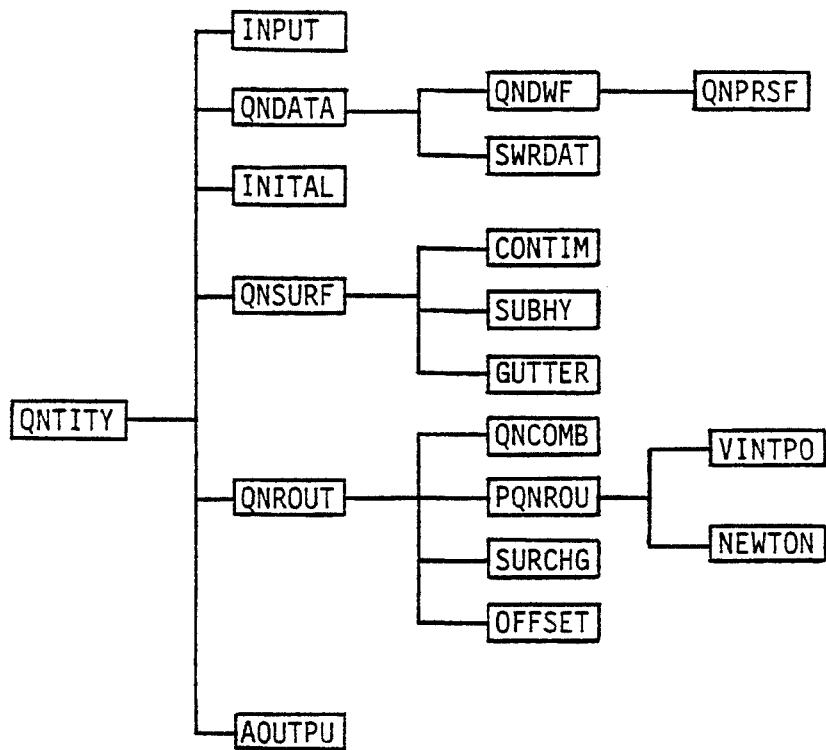 INPUT
QNDATA
QNDWF
QNPRSF
SWRDAT
INITAL
QNSURF
CONTIM
SUBHY
GUTTER
QNTITY
QNROUT
QNCOMB
PQNROU
VINTPO
NEWTON
SURCHG
OFFSET
AOUTPU